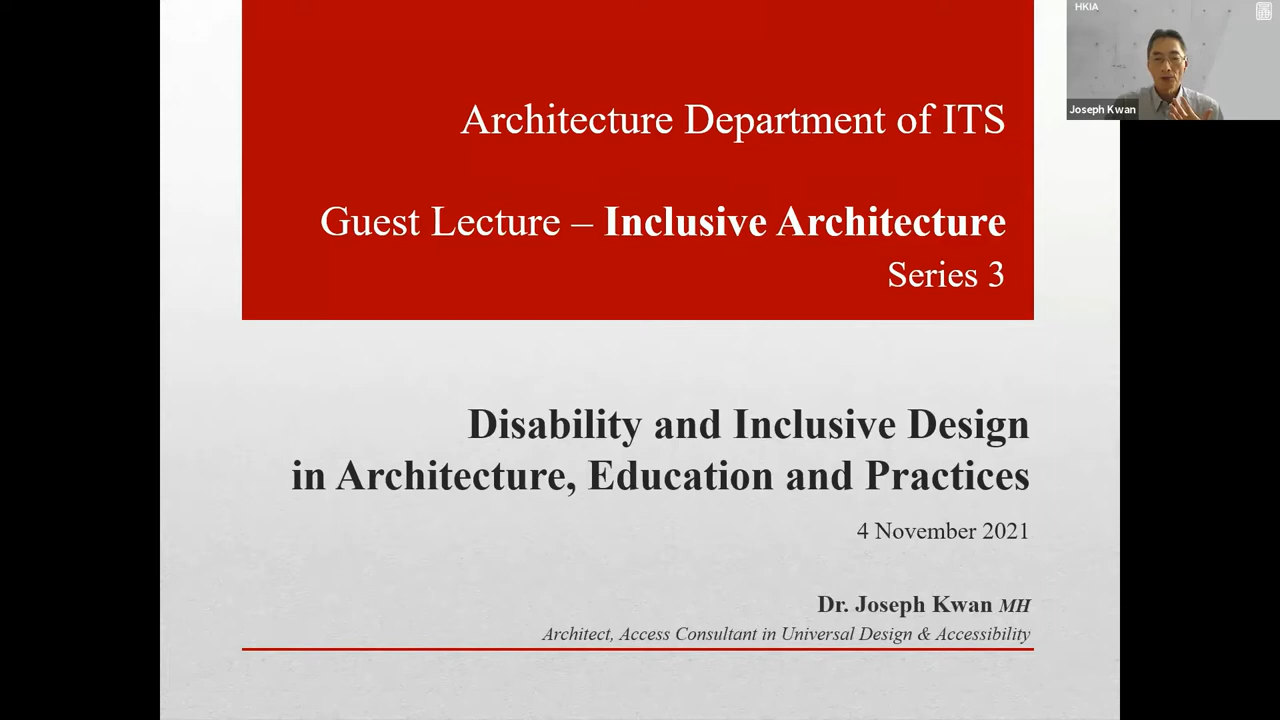 Architecture Department of ITS
Guest Lecture – Inclusive Architecture
Series 3
Disability and Inclusive Design
in Architecture, Education and Practices
4 November 2021
Dr. Joseph Kwan MH
Architect, Access Consultant in Universal Design & Accessibility
HKIA
Joseph Kwan